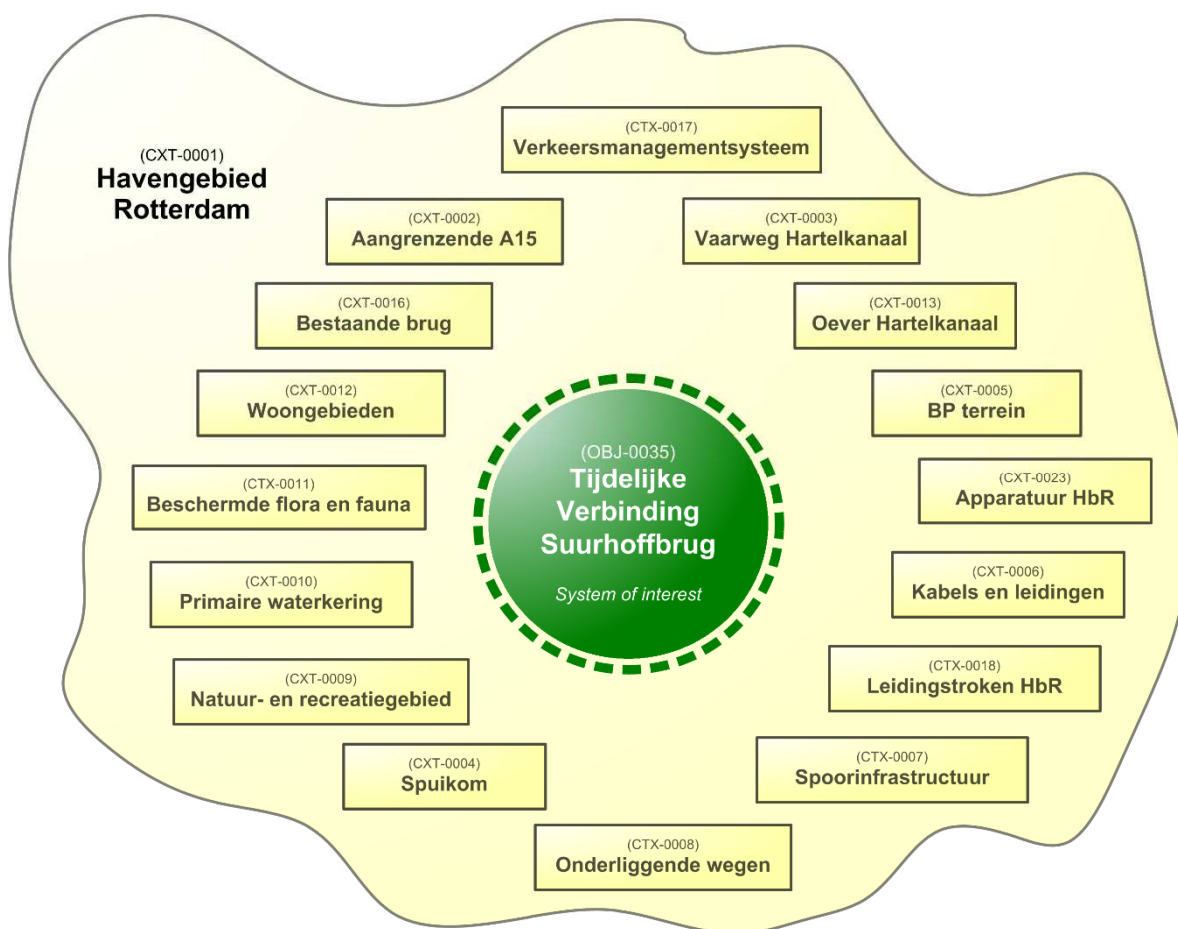 (CTX-0017)
Verkeersmanagementsysteem
(CXT-0001)
Havengebied
Rotterdam
(CXT-0002)
Aangrenzende A15
(CXT-0003)
Vaarweg Hartelkanaal
(CXT-0016)
Bestaande brug
(CXT-0013)
Oever Hartelkanaal
(CXT-0012)
Woongebieden
(CXT-0005)
BP terrein
(OBJ-0035)
Tijdelijke
Verbinding
Suurhoffbrug
System of interest
(CTX-0011)
Beschermde flora en fauna
(CXT-0023)
Apparatuur HbR
(CXT-0010)
Primaire waterkering
(CXT-0006)
Kabels en leidingen
(CXT-0009)
Natuur- en recreatiegebied
(CTX-0018)
Leidingstroken HbR
(CXT-0004)
Spuikom
(CTX-0007)
Spoorinfrastructuur
(CTX-0008)
Onderliggende wegen